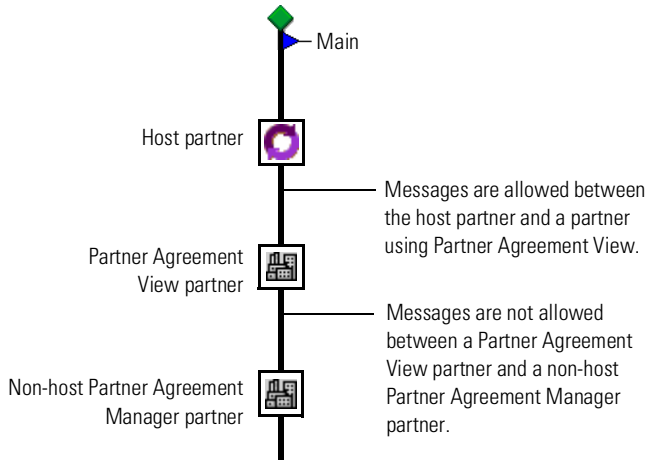 Main
Host partner
Messages are allowed between
the host partner and a partner
using Partner Agreement View.
Partner Agreement
View partner
Messages are not allowed
between a Partner Agreement
View partner and a non-host
Partner Agreement Manager
partner.
Non-host Partner Agreement
Manager partner